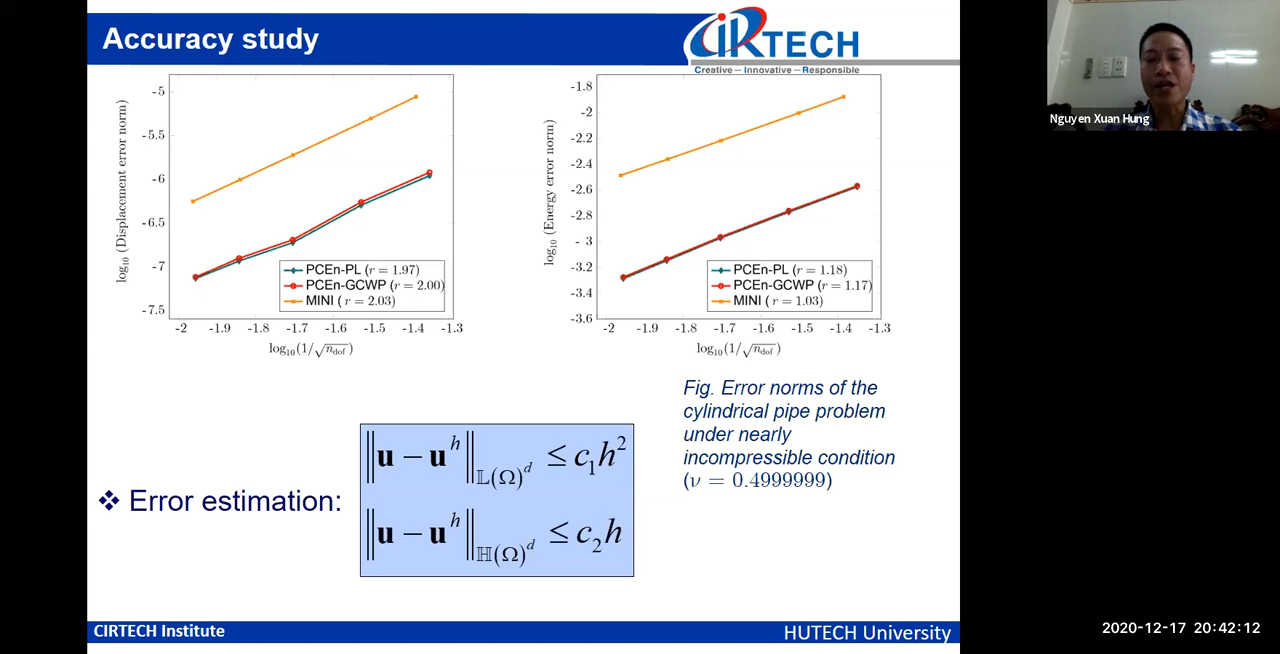 Accuracy study
CIRTECH
Creative – Innovative – Responsible
Nguyen Xuan Hung
log₁₀ (Displacement error norm)
-5
-5.5
-6
-6.5
-7
-7.5
PCEn-PL (r = 1.97)
PCEn-GCWP (r = 2.00)
MINI ( r = 2.03)
-2 -1.9 -1.8 -1.7 -1.6 -1.5 -1.4 -1.3
log₁₀(1/√n_dof)
log₁₀ (Energy error norm)
-1.8
-2
-2.2
-2.4
-2.6
-2.8
- 3
-3.2
-3.4
-3.6
PCEn-PL (r = 1.18)
PCEn-GCWP (r = 1.17)
MINI ( r = 1.03)
-2 -1.9 -1.8 -1.7 -1.6 -1.5 -1.4 -1.3
log₁₀(1/√n_dof)
Fig. Error norms of the
cylindrical pipe problem
under nearly
incompressible condition
(ν = 0.4999999)
❖ Error estimation:
‖u − uʰ‖_𝕃(Ω)ᵈ ≤ c₁h²
‖u − uʰ‖_ℍ(Ω)ᵈ ≤ c₂h
CIRTECH Institute
HUTECH University
2020-12-17 20:42:12